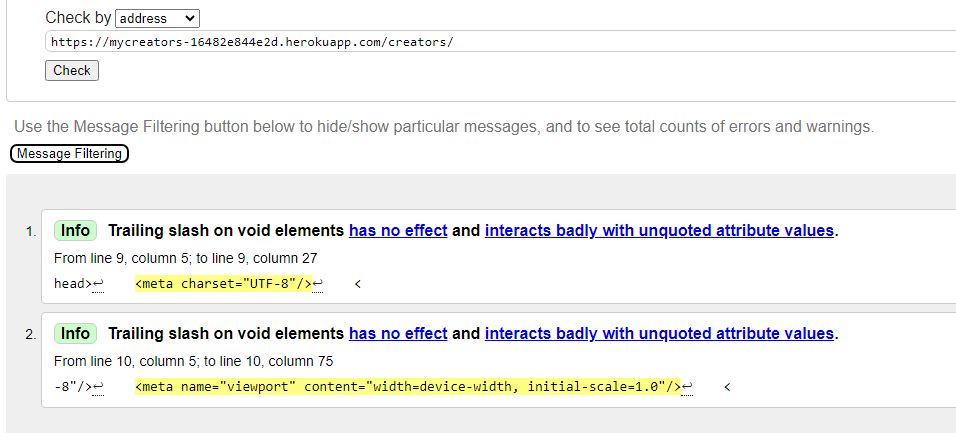 Check by address
https://mycreators-16482e844e2d.herokuapp.com/creators/
Check
Use the Message Filtering button below to hide/show particular messages, and to see total counts of errors and warnings.
Message Filtering
1. Info Trailing slash on void elements has no effect and interacts badly with unquoted attribute values.
From line 9, column 5; to line 9, column 27
head>↩ <meta charset="UTF-8"/>↩ <
2. Info Trailing slash on void elements has no effect and interacts badly with unquoted attribute values.
From line 10, column 5; to line 10, column 75
-8"/>↩ <meta name="viewport" content="width=device-width, initial-scale=1.0"/>↩ <